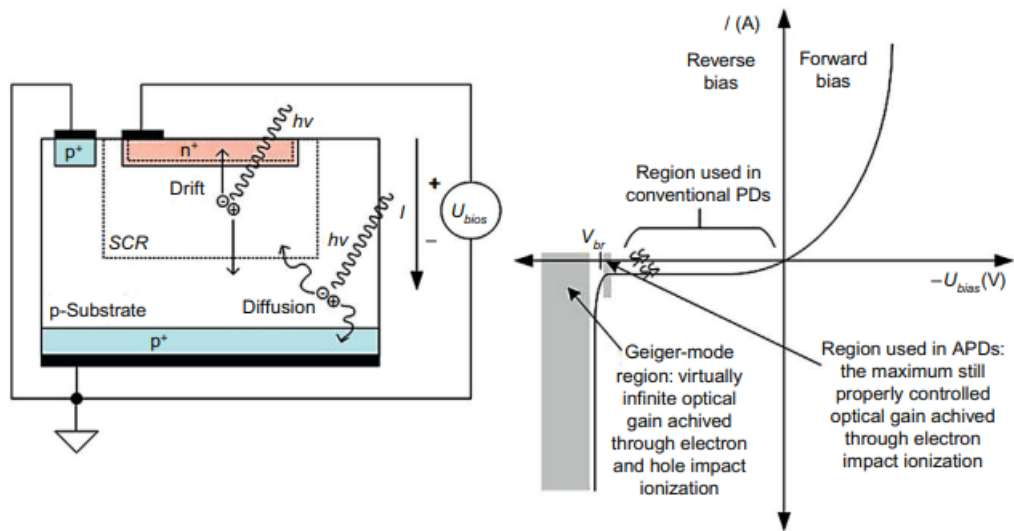 p+
n+
hv
Drift
SCR
hv
p-Substrate
Diffusion
p+
I
+
U_bios
−
I (A)
Reverse
bias
Forward
bias
Region used in
conventional PDs
V_br
−U_bias(V)
Geiger-mode
region: virtually
infinite optical
gain achived
through electron
and hole impact
ionization
Region used in APDs:
the maximum still
properly controlled
optical gain achived
through electron
impact ionization